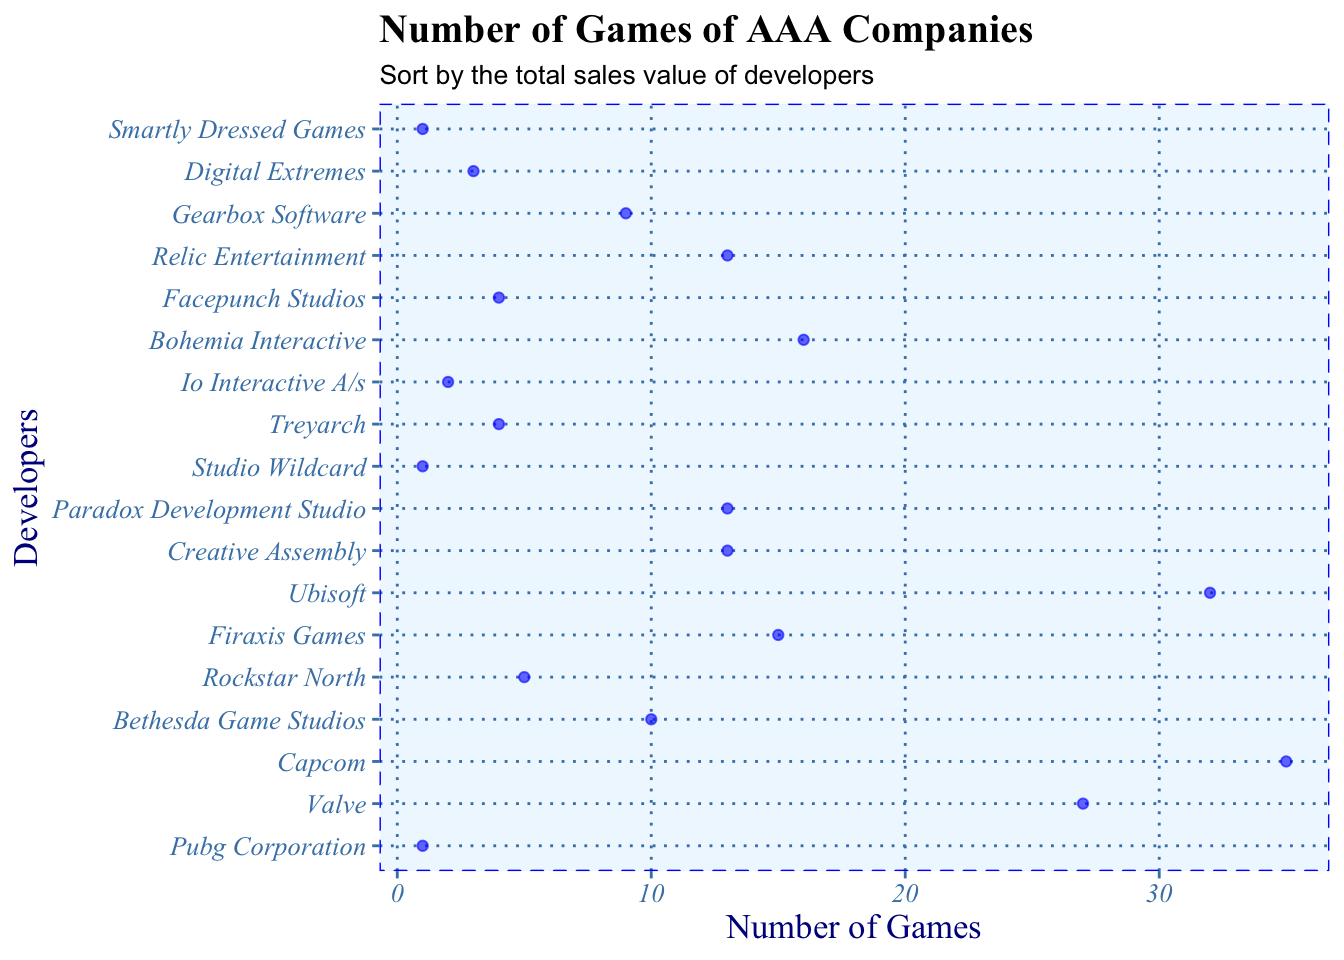 Number of Games of AAA Companies
Sort by the total sales value of developers
Developers
Smartly Dressed Games
Digital Extremes
Gearbox Software
Relic Entertainment
Facepunch Studios
Bohemia Interactive
Io Interactive A/s
Treyarch
Studio Wildcard
Paradox Development Studio
Creative Assembly
Ubisoft
Firaxis Games
Rockstar North
Bethesda Game Studios
Capcom
Valve
Pubg Corporation
0 10 20 30
Number of Games